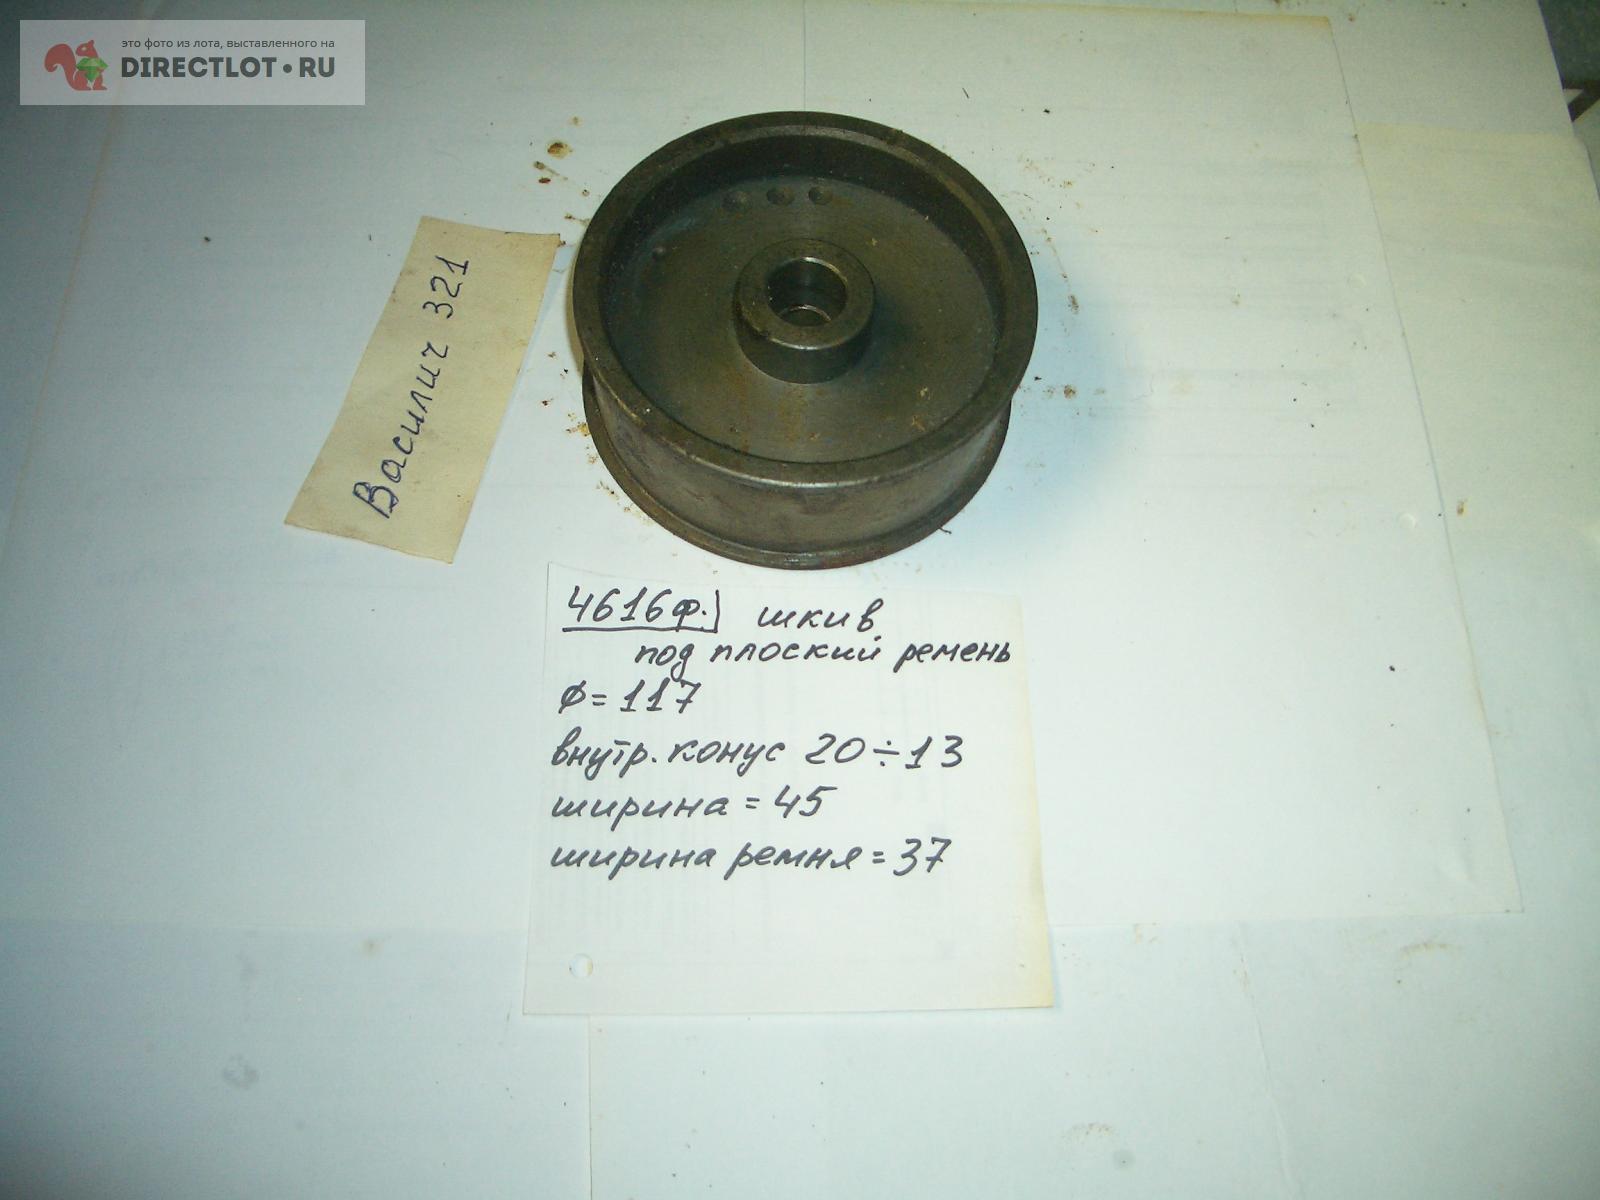 это фото из лота, выставленного на
DIRECTLOT•RU
Василич 321
4616ф. шкив
под плоский ремень
ф=117
внутр. конус 20÷13
ширина=45
ширина ремня=37